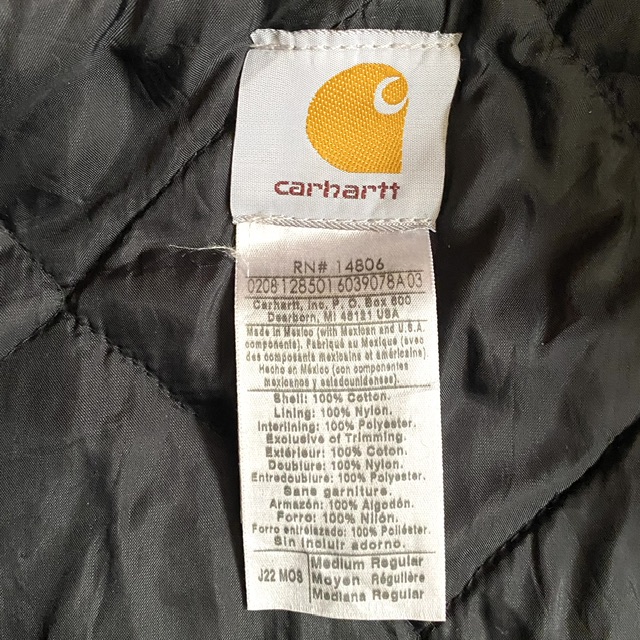 carhartt
RN# 14806
0208128501 6039078A03
Carhartt, Inc. P. O. Box 600
Dearborn, MI 48121 USA
Made in Mexico (with Mexican and U.S.A.
components). Fabriqué au Mexique (avec
des composants mexicains et américains).
Hecho en México (con componentes
mexicanos y estadounidenses).
Shell: 100% Cotton.
Lining: 100% Nylon.
Interlining: 100% Polyester.
Exclusive of Trimming.
Extérieur: 100% Coton.
Doublure: 100% Nylon.
Entredoublure: 100% Polyester.
Sans garniture.
Armazón: 100% Algodón.
Forro: 100% Nilón.
Forro entrelazado: 100% Poliéster.
Sin incluir adorno.
Medium Regular
J22 MOS Moyen Régulière
Mediana Regular